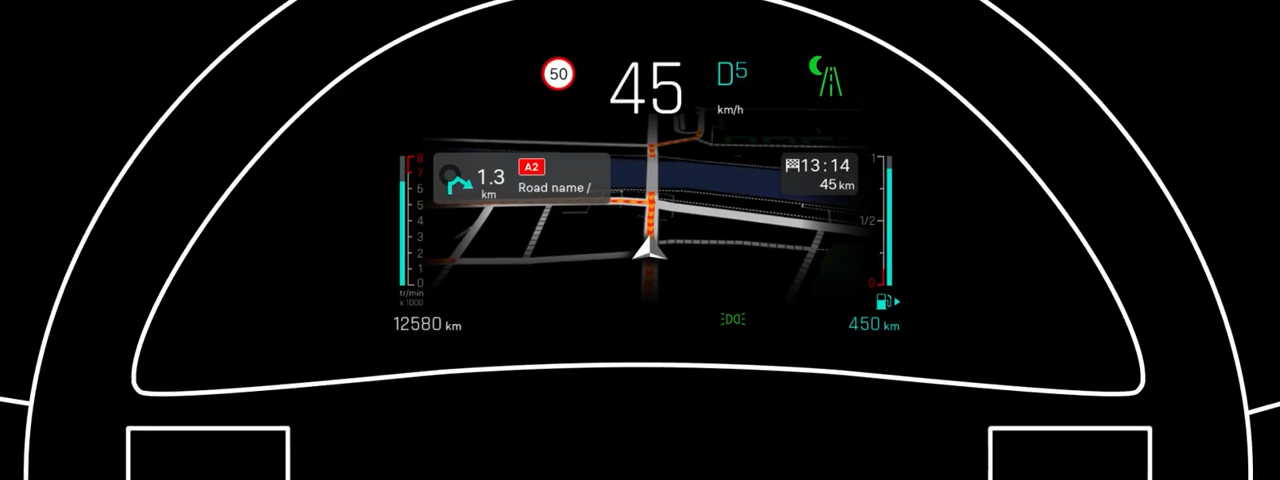 50
45
D5
km/h
A2
1.3
km
Road name /
13:14
45 km
8
7
6
5
4
3
2
1
0
tr/min
x 1000
12580 km
1
1/2
0
450 km